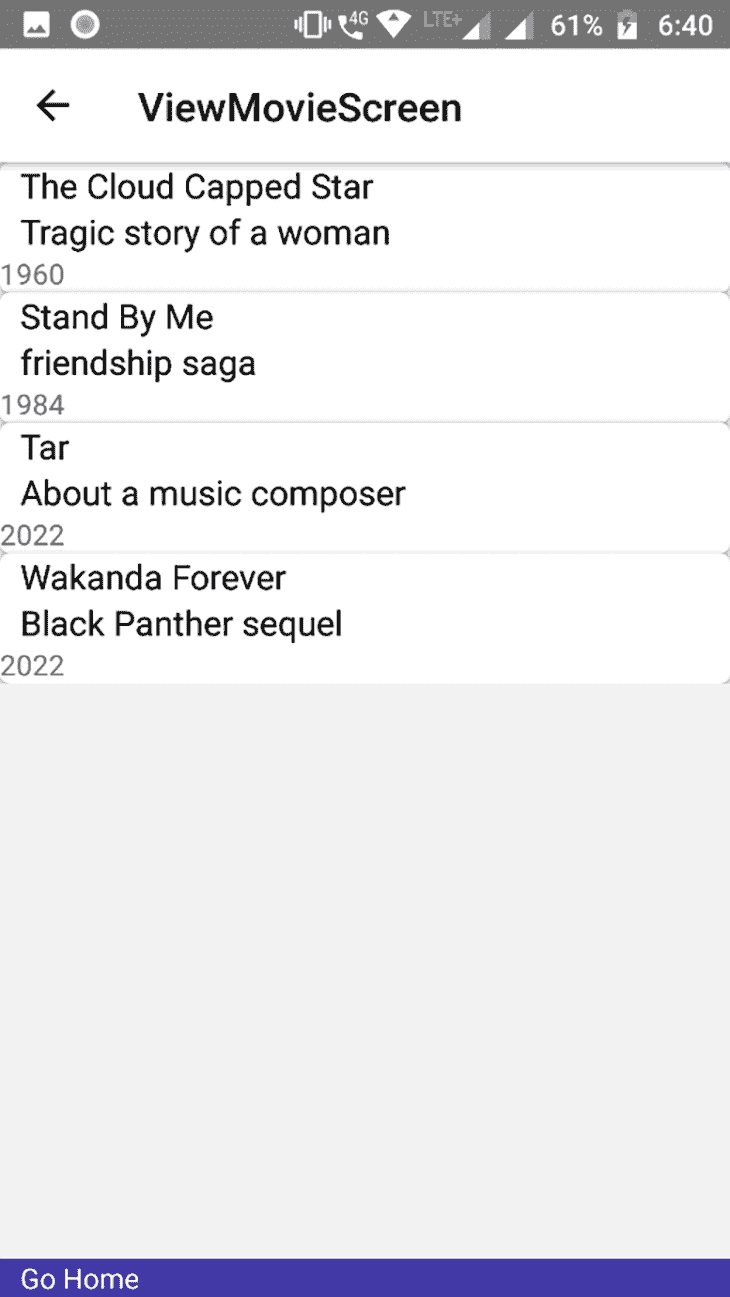 4G LTE+ 61% 6:40
ViewMovieScreen
The Cloud Capped Star
Tragic story of a woman
1960
Stand By Me
friendship saga
1984
Tar
About a music composer
2022
Wakanda Forever
Black Panther sequel
2022
Go Home